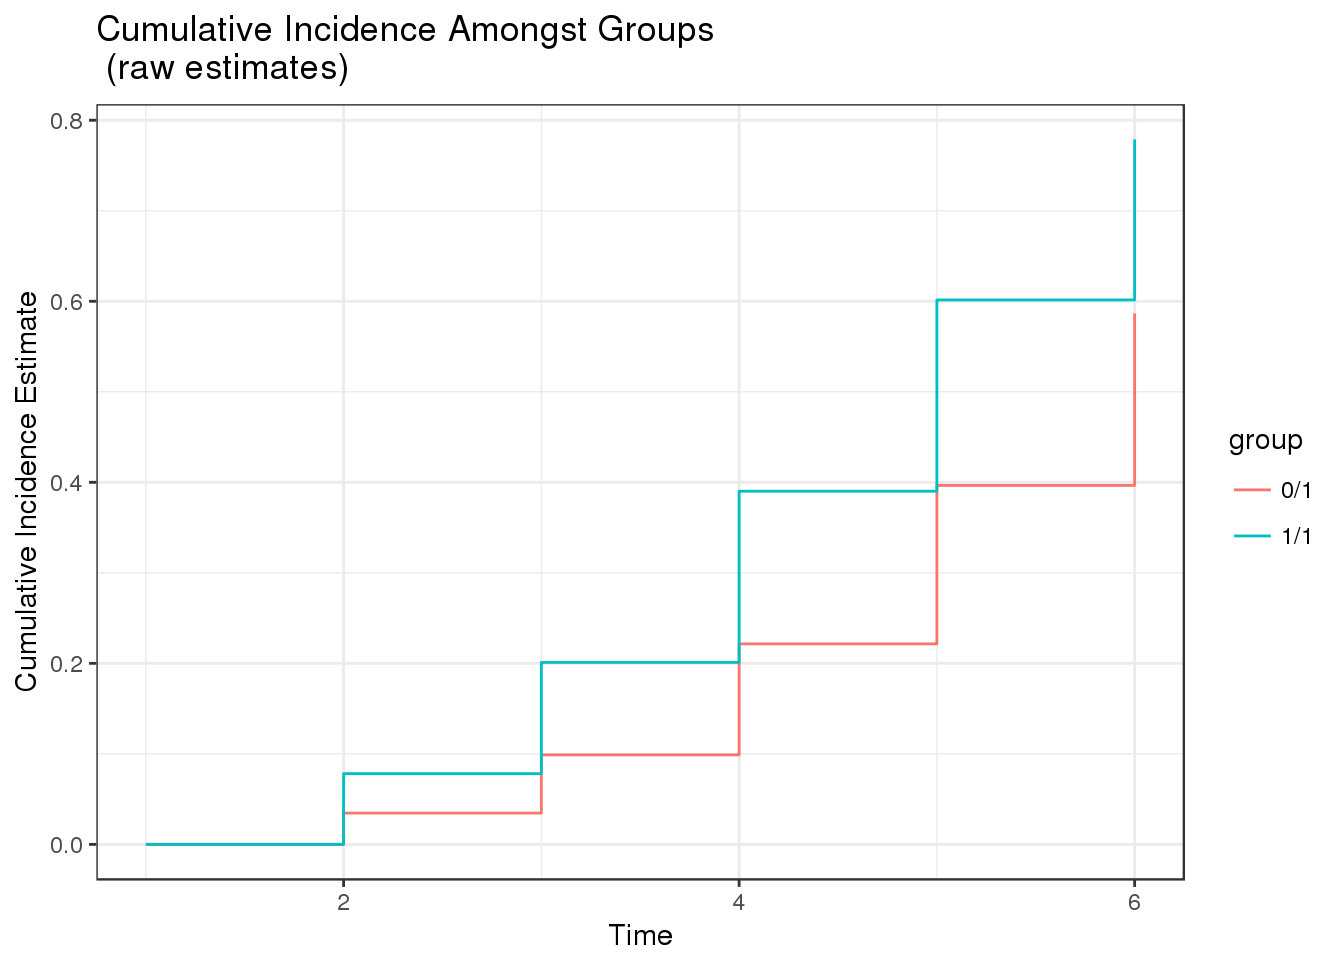 Cumulative Incidence Amongst Groups
(raw estimates)
Cumulative Incidence Estimate
0.8
0.6
0.4
0.2
0.0
2
4
6
Time
group
0/1
1/1